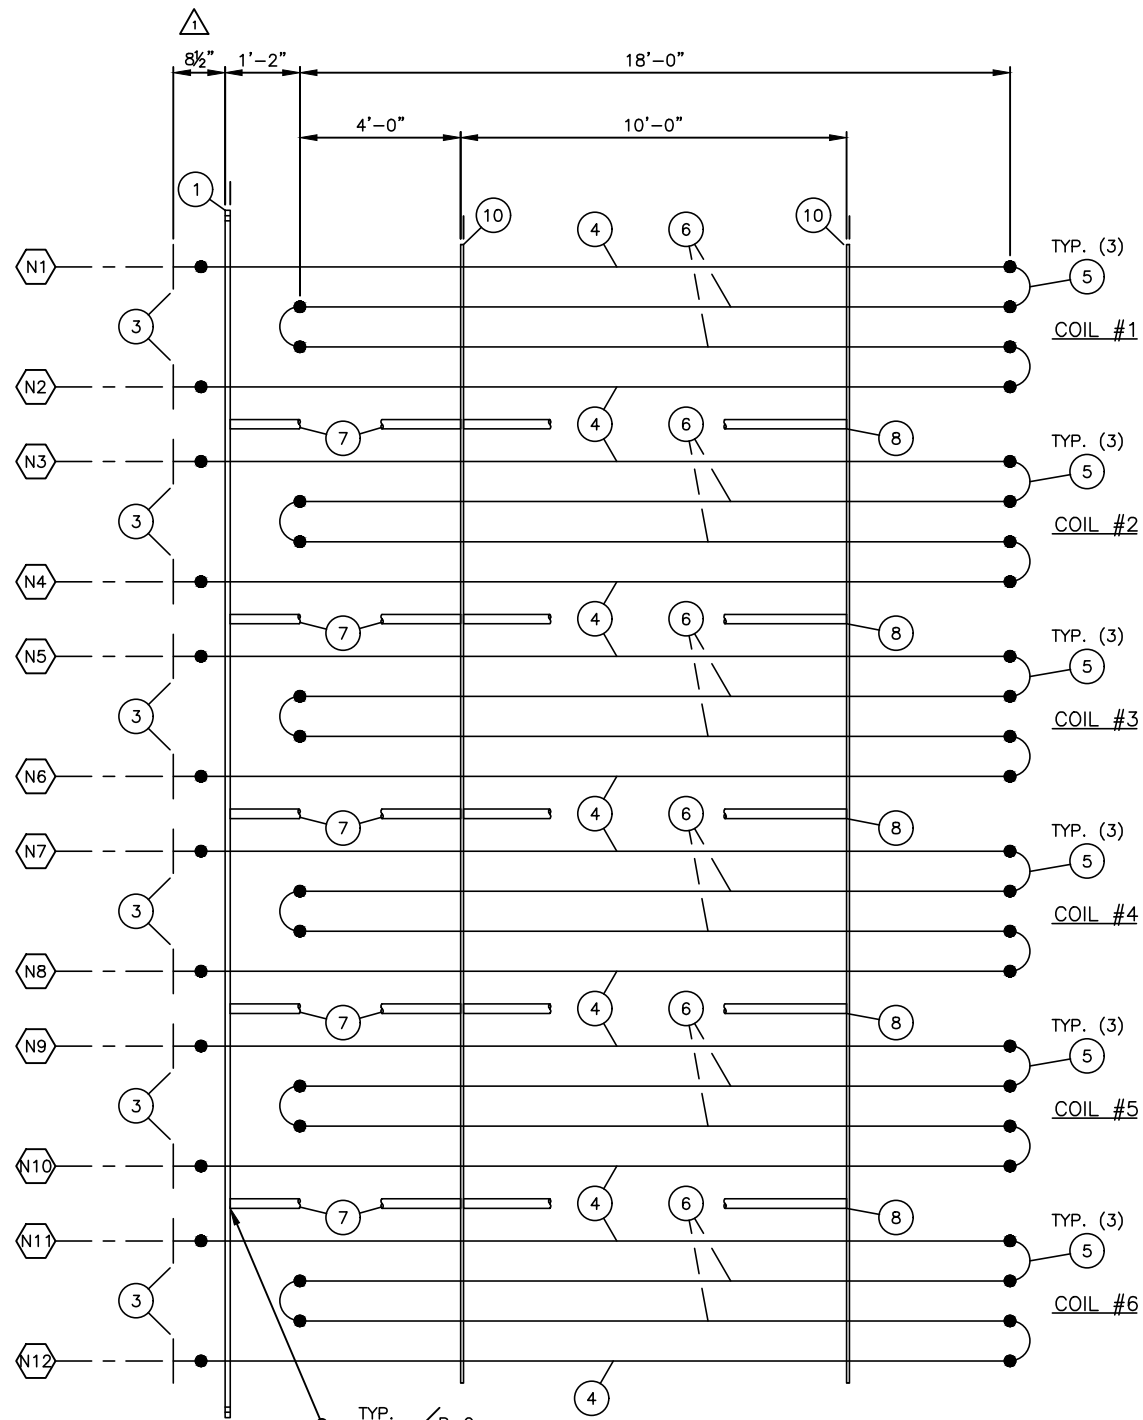 1
8½" 1'-2" 18'-0"
4'-0" 10'-0"
1
10 4 6 10
N1 TYP. (3)
5
3 COIL #1
N2
7 4 6 8
N3 TYP. (3)
5
3 COIL #2
N4
7 4 6 8
N5 TYP. (3)
5
3 COIL #3
N6
7 4 6 8
N7 TYP. (3)
5
3 COIL #4
N8
7 4 6 8
N9 TYP. (3)
5
3 COIL #5
N10
7 4 6 8
N11 TYP. (3)
5
3 COIL #6
N12
4
TYP.